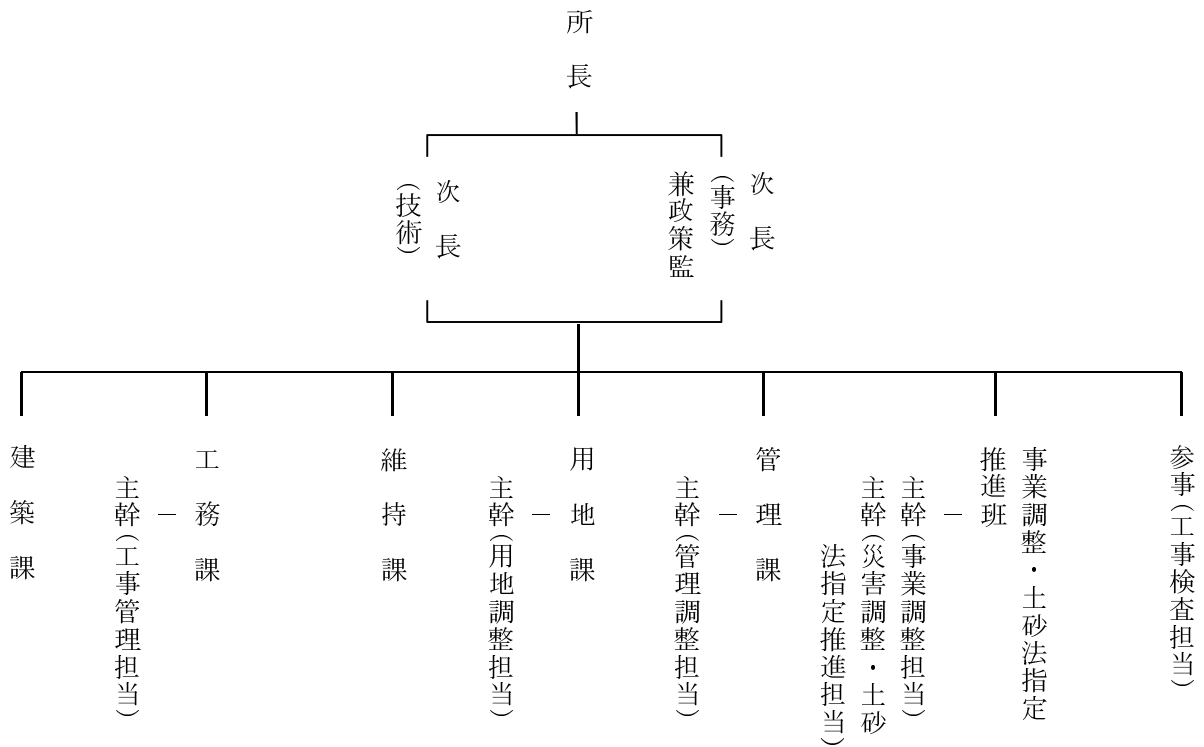 所長
次長
(事務)
兼政策監
次長
(技術)
参事(工事検査担当)
事業調整・土砂法指定
推進班
主幹(事業調整担当)
主幹(災害調整・土砂
法指定推進担当)
管理課
主幹(管理調整担当)
用地課
主幹(用地調整担当)
維持課
工務課
主幹(工事管理担当)
建築課